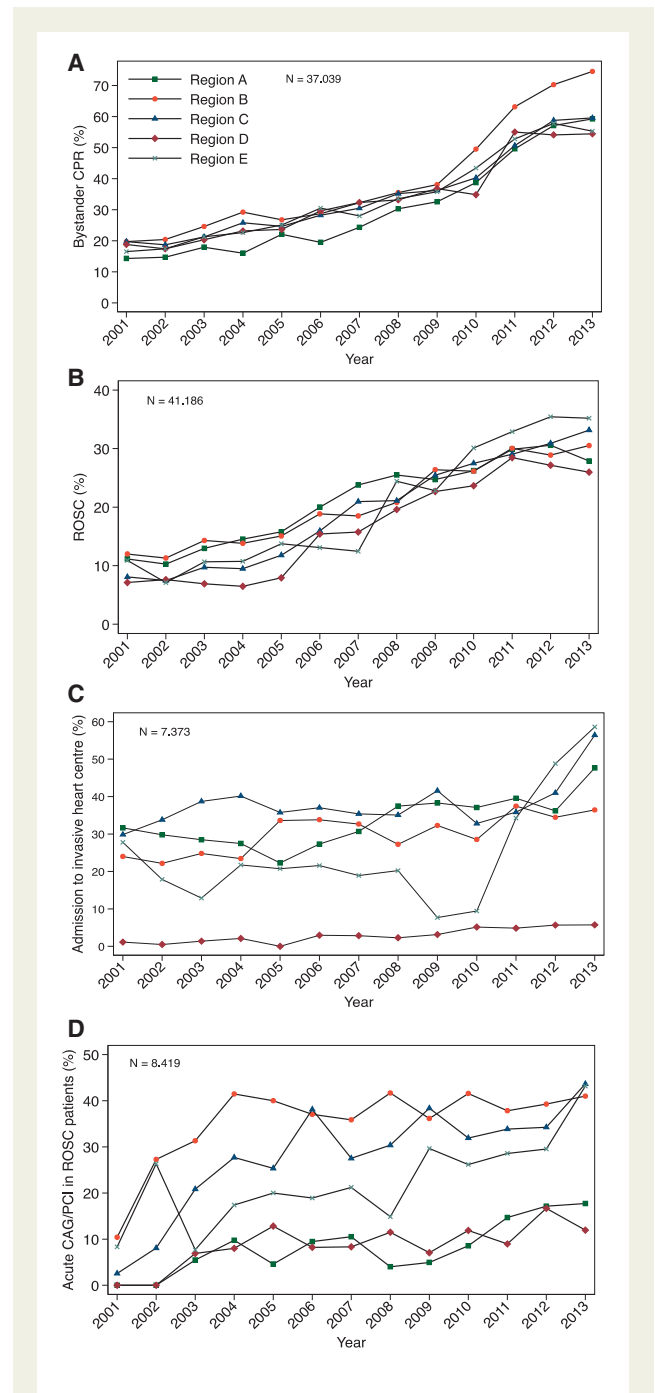 A
Bystander CPR (%)
70
60
50
40
30
20
10
0
Region A
Region B
Region C
Region D
Region E
N = 37.039
2001 2002 2003 2004 2005 2006 2007 2008 2009 2010 2011 2012 2013
Year
B
ROSC (%)
40
30
20
10
0
N = 41.186
2001 2002 2003 2004 2005 2006 2007 2008 2009 2010 2011 2012 2013
Year
C
Admission to invasive heart centre (%)
60
50
40
30
20
10
0
N = 7.373
2001 2002 2003 2004 2005 2006 2007 2008 2009 2010 2011 2012 2013
Year
D
Acute CAG/PCI in ROSC patients (%)
50
40
30
20
10
0
N = 8.419
2001 2002 2003 2004 2005 2006 2007 2008 2009 2010 2011 2012 2013
Year